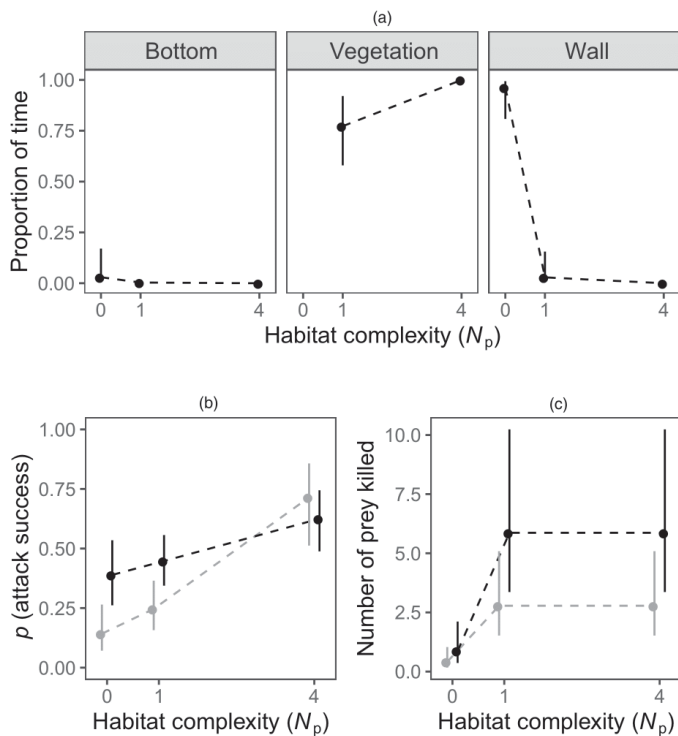 (a)
Bottom Vegetation Wall
Proportion of time
1.00
0.75
0.50
0.25
0.00
0 1 4 0 1 4 0 1 4
Habitat complexity (Np)
(b)
p (attack success)
1.00
0.75
0.50
0.25
0.00
0 1 4
Habitat complexity (Np)
(c)
Number of prey killed
10.0
7.5
5.0
2.5
0.0
0 1 4
Habitat complexity (Np)